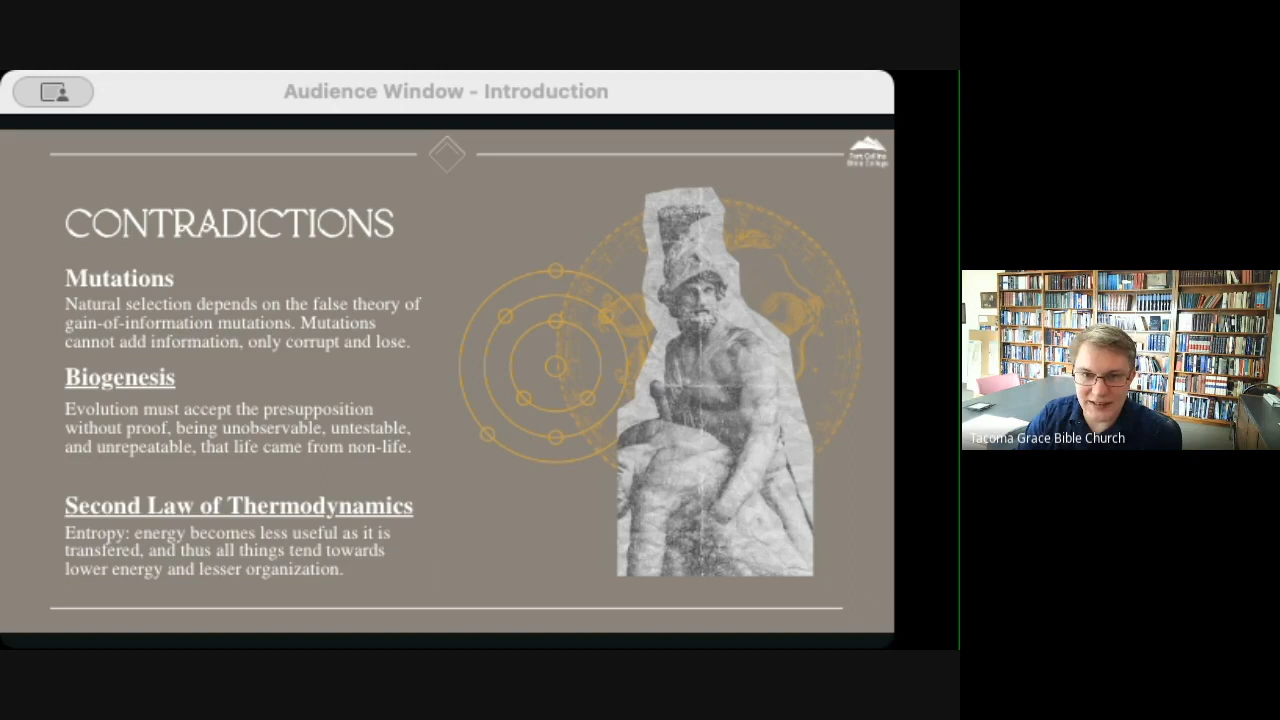 Audience Window - Introduction
CONTRADICTIONS
Mutations
Natural selection depends on the false theory of
gain-of-information mutations. Mutations
cannot add information, only corrupt and lose.
Biogenesis
Evolution must accept the presupposition
without proof, being unobservable, untestable,
and unrepeatable, that life came from non-life.
Second Law of Thermodynamics
Entropy: energy becomes less useful as it is
transfered, and thus all things tend towards
lower energy and lesser organization.
Tacoma Grace Bible Church